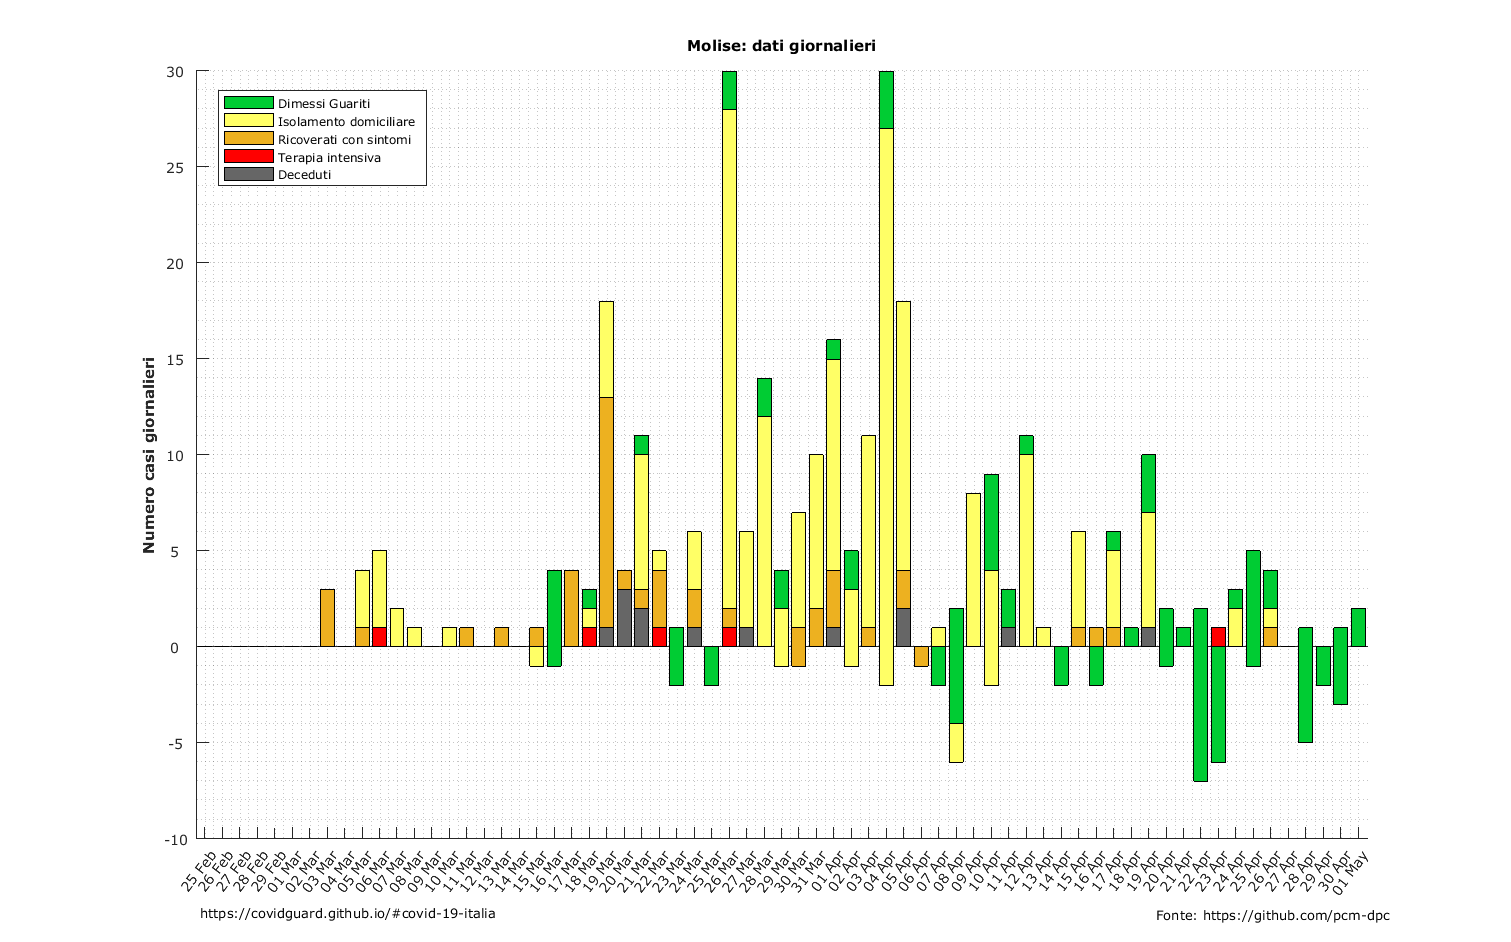 Molise: dati giornalieri
30
25
20
15
10
5
0
-5
-10
Numero casi giornalieri
Dimessi Guariti
Isolamento domiciliare
Ricoverati con sintomi
Terapia intensiva
Deceduti
25 Feb
26 Feb
27 Feb
28 Feb
29 Feb
01 Mar
02 Mar
03 Mar
04 Mar
05 Mar
06 Mar
07 Mar
08 Mar
09 Mar
10 Mar
11 Mar
12 Mar
13 Mar
14 Mar
15 Mar
16 Mar
17 Mar
18 Mar
19 Mar
20 Mar
21 Mar
22 Mar
23 Mar
24 Mar
25 Mar
26 Mar
27 Mar
28 Mar
29 Mar
30 Mar
31 Mar
01 Apr
02 Apr
03 Apr
04 Apr
05 Apr
06 Apr
07 Apr
08 Apr
09 Apr
10 Apr
11 Apr
12 Apr
13 Apr
14 Apr
15 Apr
16 Apr
17 Apr
18 Apr
19 Apr
20 Apr
21 Apr
22 Apr
23 Apr
24 Apr
25 Apr
26 Apr
27 Apr
28 Apr
29 Apr
30 Apr
01 May
https://covidguard.github.io/#covid-19-italia
Fonte: https://github.com/pcm-dpc